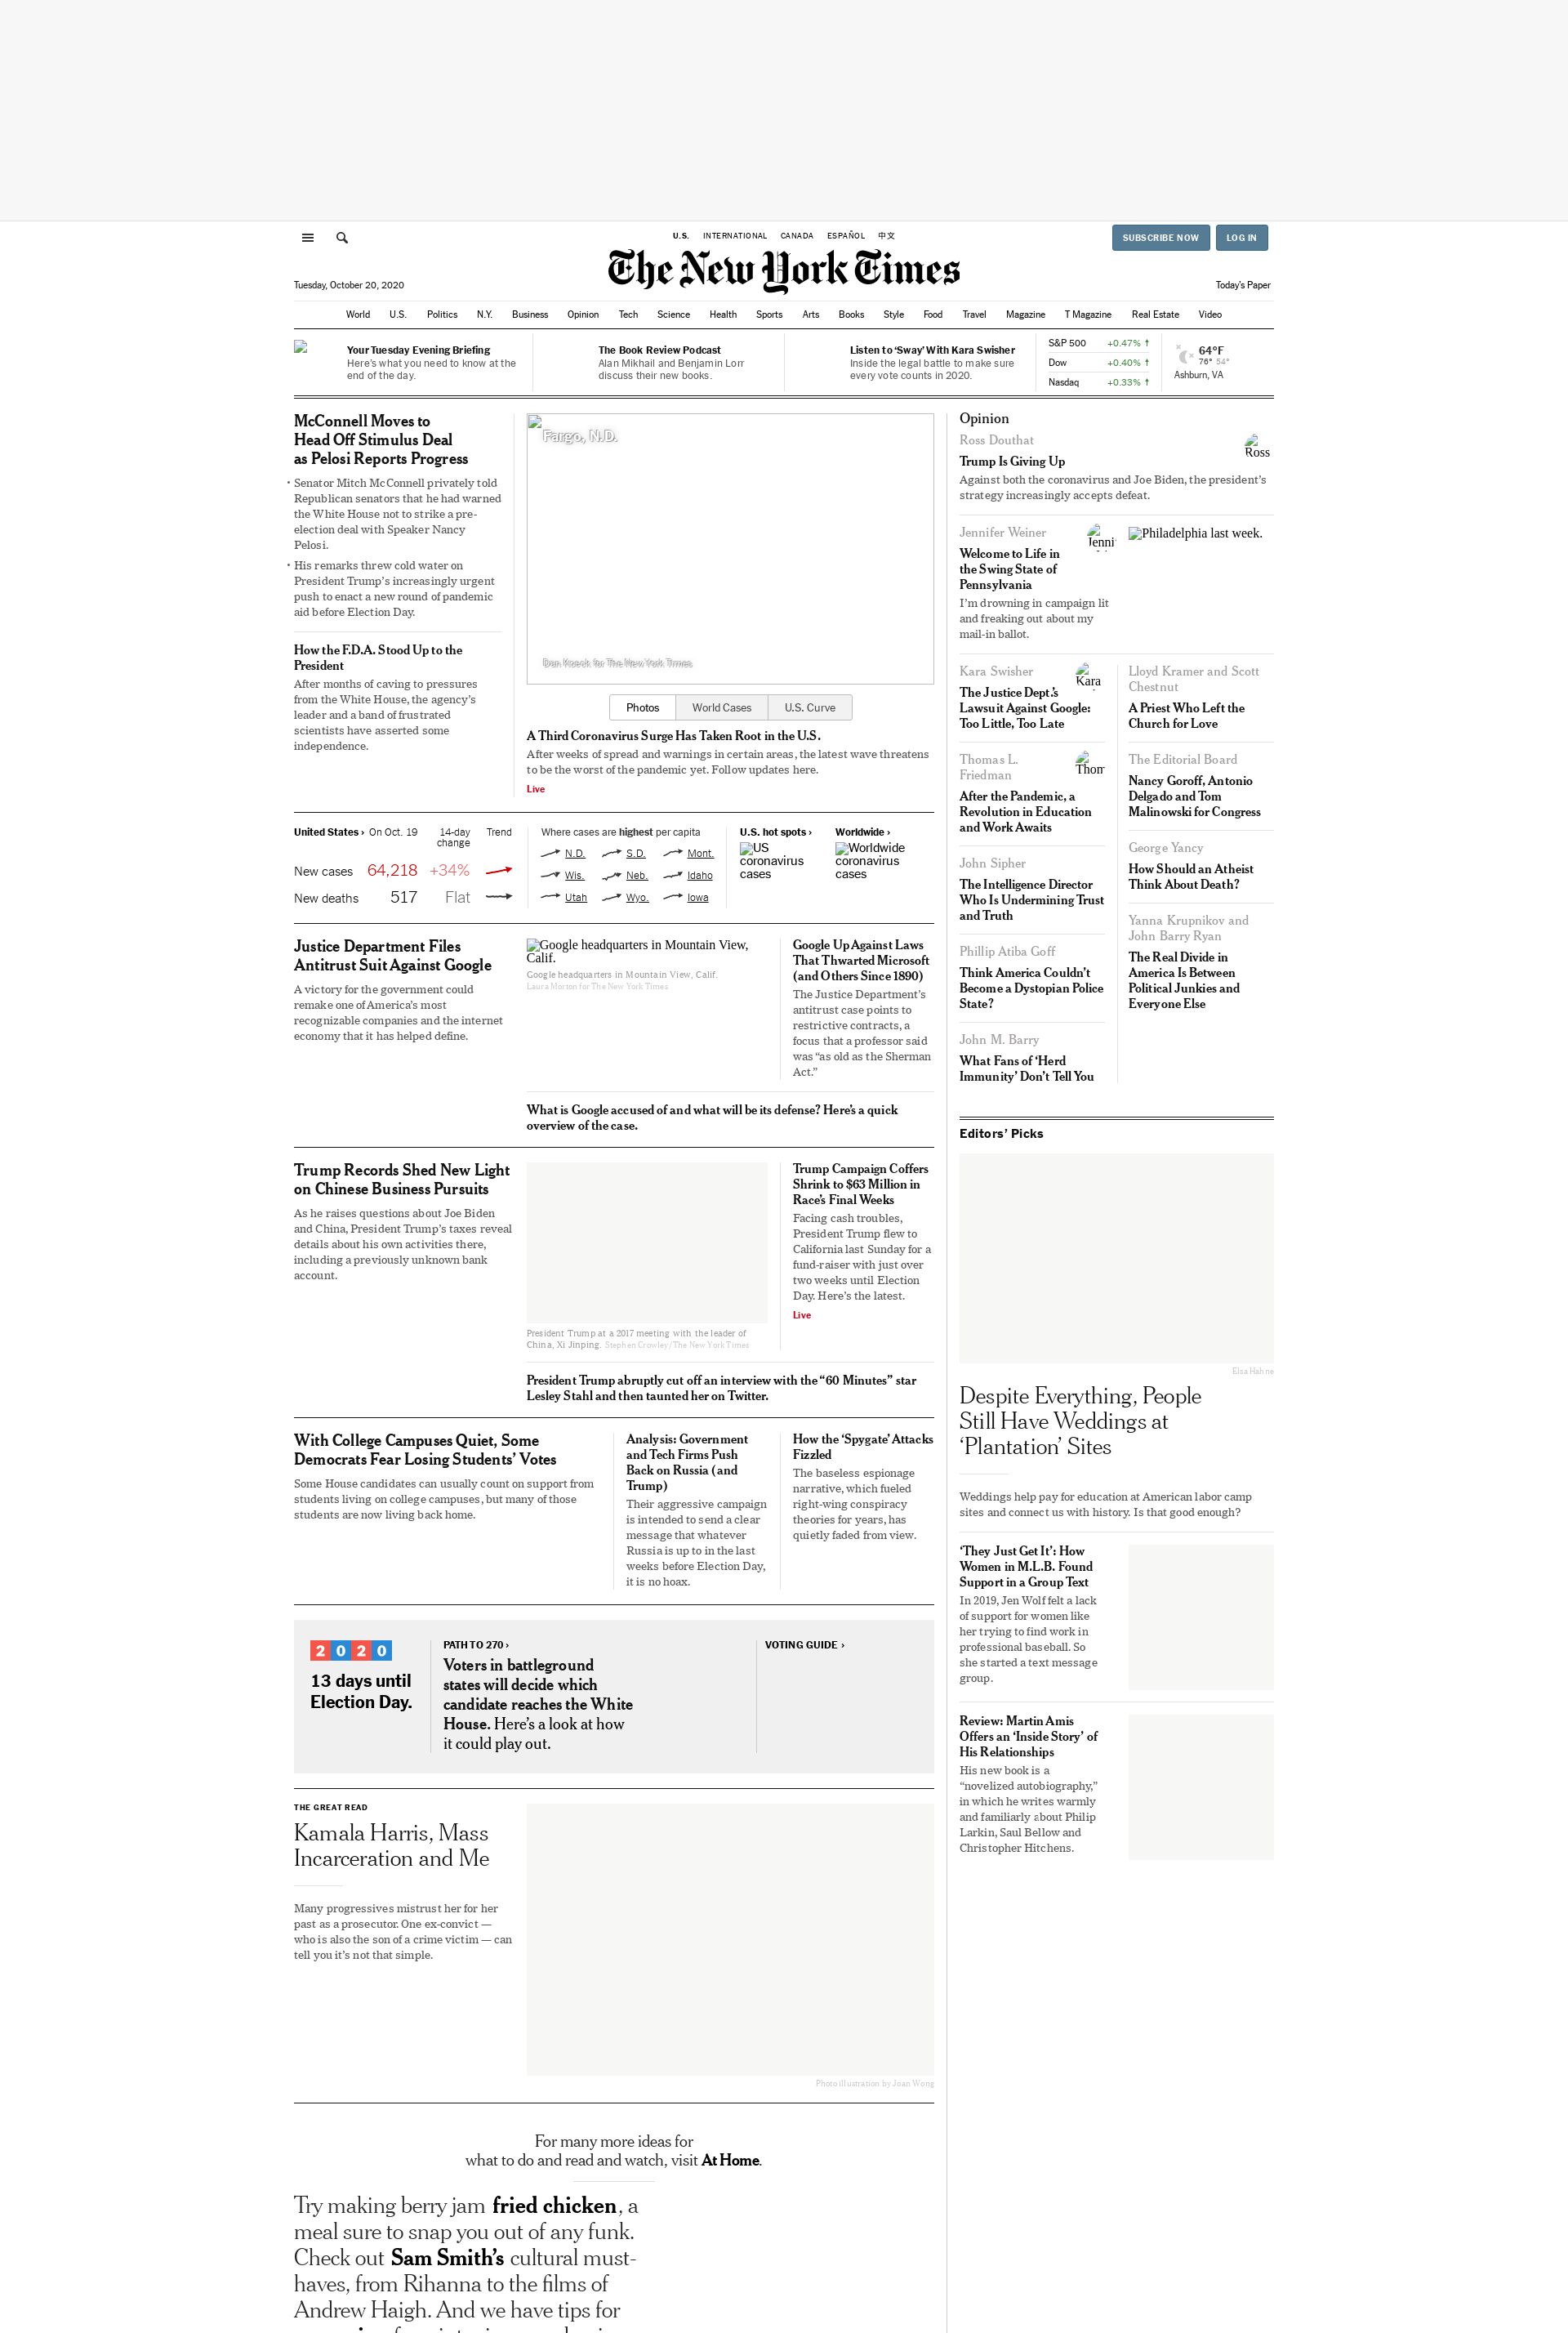 U.S. INTERNATIONAL CANADA ESPAÑOL 中文
SUBSCRIBE NOW LOG IN
The New York Times
Tuesday, October 20, 2020
Today's Paper
World U.S. Politics N.Y. Business Opinion Tech Science Health Sports Arts Books Style Food Travel Magazine T Magazine Real Estate Video
Your Tuesday Evening Briefing
Here's what you need to know at the
end of the day.
The Book Review Podcast
Alan Mikhail and Benjamin Lorr
discuss their new books.
Listen to ‘Sway’ With Kara Swisher
Inside the legal battle to make sure
every vote counts in 2020.
S&P 500 +0.47% ↑
Dow +0.40% ↑
Nasdaq +0.33% ↑
64°F
76° 54°
Ashburn, VA
McConnell Moves to
Head Off Stimulus Deal
as Pelosi Reports Progress
• Senator Mitch McConnell privately told
Republican senators that he had warned
the White House not to strike a pre-
election deal with Speaker Nancy
Pelosi.
• His remarks threw cold water on
President Trump's increasingly urgent
push to enact a new round of pandemic
aid before Election Day.
How the F.D.A. Stood Up to the
President
After months of caving to pressures
from the White House, the agency's
leader and a band of frustrated
scientists have asserted some
independence.
Fargo, N.D.
Dan Koeck for The New York Times
Photos World Cases U.S. Curve
A Third Coronavirus Surge Has Taken Root in the U.S.
After weeks of spread and warnings in certain areas, the latest wave threatens
to be the worst of the pandemic yet. Follow updates here.
Live
United States › On Oct. 19 14-day Trend
change
New cases 64,218 +34%
New deaths 517 Flat
Where cases are highest per capita
N.D. S.D. Mont.
Wis. Neb. Idaho
Utah Wyo. Iowa
U.S. hot spots ›
US
coronavirus
cases
Worldwide ›
Worldwide
coronavirus
cases
Justice Department Files
Antitrust Suit Against Google
A victory for the government could
remake one of America's most
recognizable companies and the internet
economy that it has helped define.
Google headquarters in Mountain View,
Calif.
Google headquarters in Mountain View, Calif.
Laura Morton for The New York Times
Google Up Against Laws
That Thwarted Microsoft
(and Others Since 1890)
The Justice Department's
antitrust case points to
restrictive contracts, a
focus that a professor said
was “as old as the Sherman
Act.”
What is Google accused of and what will be its defense? Here's a quick
overview of the case.
Trump Records Shed New Light
on Chinese Business Pursuits
As he raises questions about Joe Biden
and China, President Trump's taxes reveal
details about his own activities there,
including a previously unknown bank
account.
President Trump at a 2017 meeting with the leader of
China, Xi Jinping. Stephen Crowley/The New York Times
Trump Campaign Coffers
Shrink to $63 Million in
Race's Final Weeks
Facing cash troubles,
President Trump flew to
California last Sunday for a
fund-raiser with just over
two weeks until Election
Day. Here's the latest.
Live
President Trump abruptly cut off an interview with the “60 Minutes” star
Lesley Stahl and then taunted her on Twitter.
With College Campuses Quiet, Some
Democrats Fear Losing Students' Votes
Some House candidates can usually count on support from
students living on college campuses, but many of those
students are now living back home.
Analysis: Government
and Tech Firms Push
Back on Russia (and
Trump)
Their aggressive campaign
is intended to send a clear
message that whatever
Russia is up to in the last
weeks before Election Day,
it is no hoax.
How the ‘Spygate’ Attacks
Fizzled
The baseless espionage
narrative, which fueled
right-wing conspiracy
theories for years, has
quietly faded from view.
2020
13 days until
Election Day.
PATH TO 270 ›
Voters in battleground
states will decide which
candidate reaches the White
House. Here's a look at how
it could play out.
VOTING GUIDE ›
THE GREAT READ
Kamala Harris, Mass
Incarceration and Me
Many progressives mistrust her for her
past as a prosecutor. One ex-convict —
who is also the son of a crime victim — can
tell you it's not that simple.
Photo illustration by Joan Wong
For many more ideas for
what to do and read and watch, visit At Home.
Try making berry jam fried chicken, a
meal sure to snap you out of any funk.
Check out Sam Smith's cultural must-
haves, from Rihanna to the films of
Andrew Haigh. And we have tips for
Opinion
Ross Douthat
Ross
Trump Is Giving Up
Against both the coronavirus and Joe Biden, the president's
strategy increasingly accepts defeat.
Jennifer Weiner
Welcome to Life in
the Swing State of
Pennsylvania
I'm drowning in campaign lit
and freaking out about my
mail-in ballot.
Philadelphia last week.
Kara Swisher
Kara
The Justice Dept.'s
Lawsuit Against Google:
Too Little, Too Late
Thomas L.
Friedman
After the Pandemic, a
Revolution in Education
and Work Awaits
John Sipher
The Intelligence Director
Who Is Undermining Trust
and Truth
Phillip Atiba Goff
Think America Couldn't
Become a Dystopian Police
State?
John M. Barry
What Fans of ‘Herd
Immunity’ Don't Tell You
Lloyd Kramer and Scott
Chestnut
A Priest Who Left the
Church for Love
The Editorial Board
Nancy Goroff, Antonio
Delgado and Tom
Malinowski for Congress
George Yancy
How Should an Atheist
Think About Death?
Yanna Krupnikov and
John Barry Ryan
The Real Divide in
America Is Between
Political Junkies and
Everyone Else
Editors' Picks
Elsa Hahne
Despite Everything, People
Still Have Weddings at
‘Plantation’ Sites
Weddings help pay for education at American labor camp
sites and connect us with history. Is that good enough?
‘They Just Get It’: How
Women in M.L.B. Found
Support in a Group Text
In 2019, Jen Wolf felt a lack
of support for women like
her trying to find work in
professional baseball. So
she started a text message
group.
Review: Martin Amis
Offers an ‘Inside Story’ of
His Relationships
His new book is a
“novelized autobiography,”
in which he writes warmly
and familiarly about Philip
Larkin, Saul Bellow and
Christopher Hitchens.